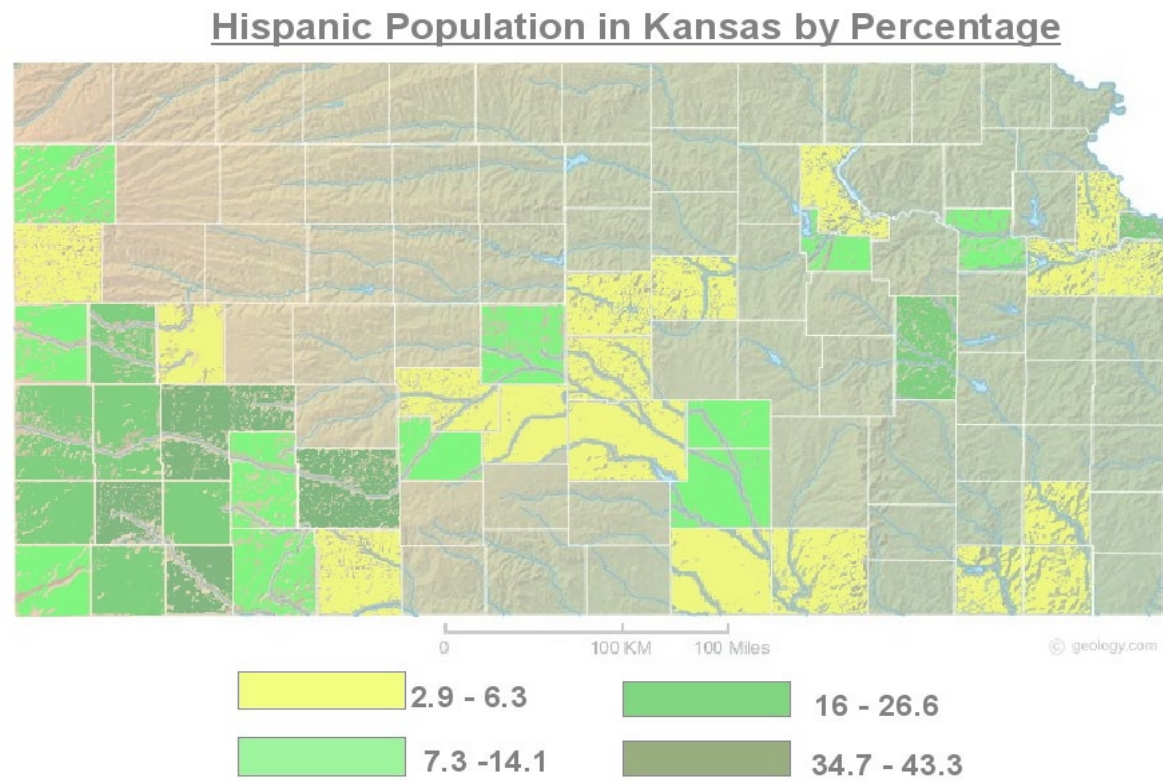 Hispanic Population in Kansas by Percentage
0 100 KM 100 Miles
© geology.com
2.9 - 6.3
16 - 26.6
7.3 -14.1
34.7 - 43.3